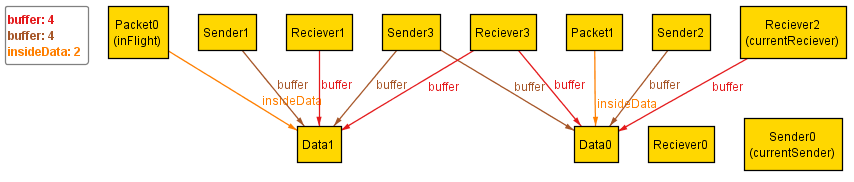 buffer: 4
buffer: 4
insideData: 2
Packet0
(inFlight)
Sender1
Reciever1
Sender3
Reciever3
Packet1
Sender2
Reciever2
(currentReciever)
buffer
buffer
buffer
buffer
buffer
buffer
buffer
buffer
insideData
insideData
Data1
Data0
Reciever0
Sender0
(currentSender)